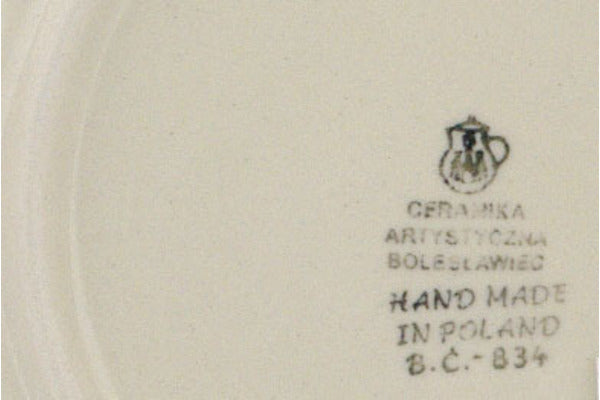 CERAMIKA
ARTYSTYCZNA
BOLESŁAWIEC
HAND MADE
IN POLAND
B.C.-834